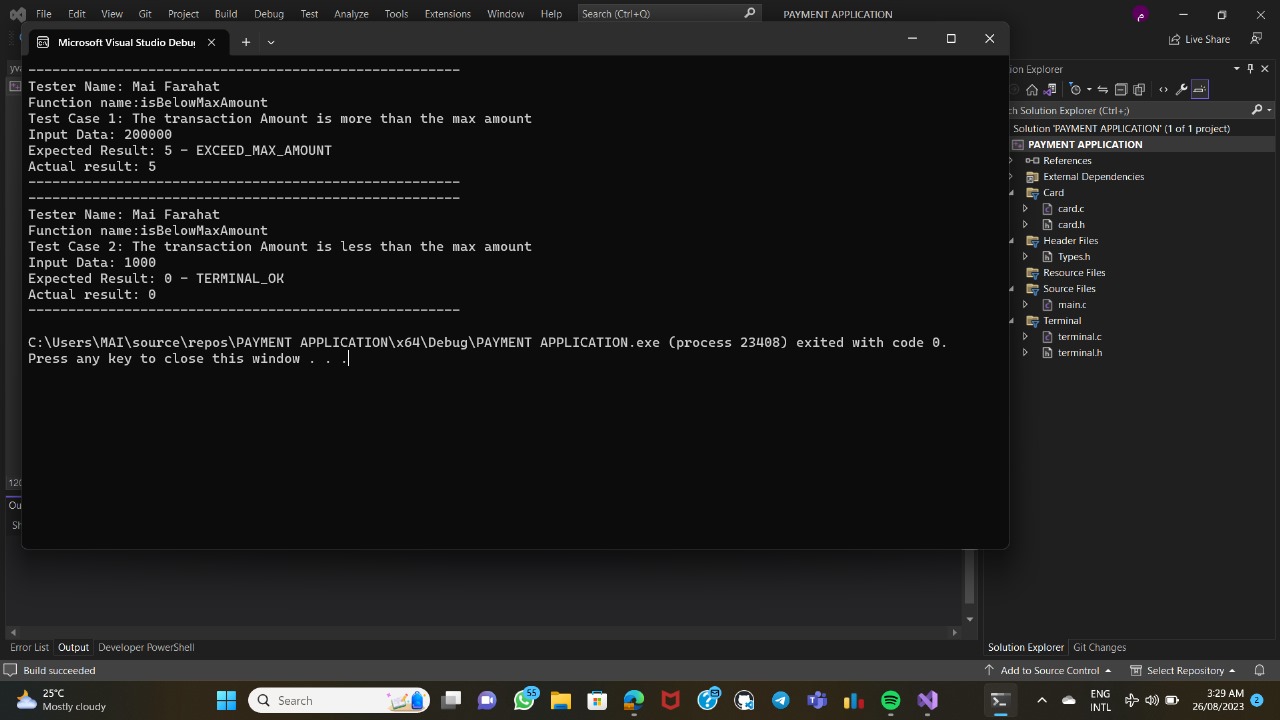 File Edit View Git Project Build Debug Test Analyze Tools Extensions Window Help Search (Ctrl+Q) PAYMENT APPLICATION م
Live Share
Microsoft Visual Studio Debu
------------------------------------------------------
Tester Name: Mai Farahat
Function name:isBelowMaxAmount
Test Case 1: The transaction Amount is more than the max amount
Input Data: 200000
Expected Result: 5 - EXCEED_MAX_AMOUNT
Actual result: 5
------------------------------------------------------
------------------------------------------------------
Tester Name: Mai Farahat
Function name:isBelowMaxAmount
Test Case 2: The transaction Amount is less than the max amount
Input Data: 1000
Expected Result: 0 - TERMINAL_OK
Actual result: 0
------------------------------------------------------
C:\Users\MAI\source\repos\PAYMENT APPLICATION\x64\Debug\PAYMENT APPLICATION.exe (process 23408) exited with code 0.
Press any key to close this window . . .
ion Explorer
ch Solution Explorer (Ctrl+;)
Solution 'PAYMENT APPLICATION' (1 of 1 project)
PAYMENT APPLICATION
References
External Dependencies
Card
card.c
card.h
Header Files
Types.h
Resource Files
Source Files
main.c
Terminal
terminal.c
terminal.h
120
Ou
Sh
Error List Output Developer PowerShell
Solution Explorer Git Changes
Build succeeded
Add to Source Control Select Repository
25°C
Mostly cloudy
Search
55
ENG
INTL
3:29 AM
26/08/2023
2